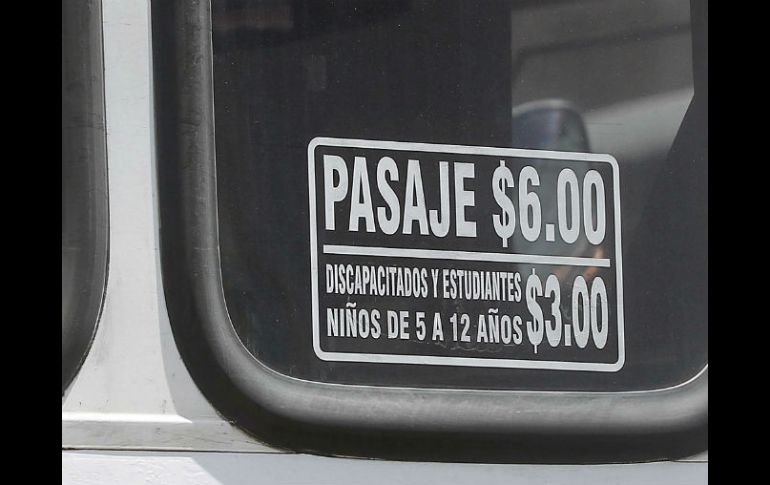 PASAJE $6.00
DISCAPACITADOS Y ESTUDIANTES
NIÑOS DE 5 A 12 AÑOS $3.00